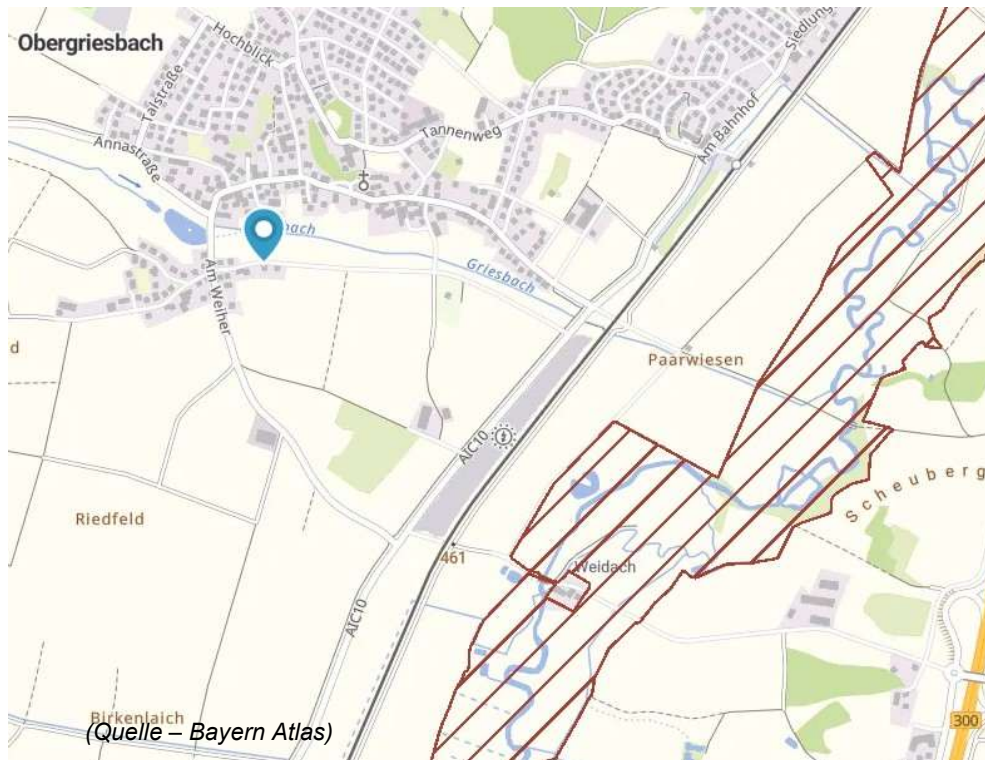 Obergriesbach
Hochblick
Talstraße
Siedlung
Tannenweg
Am Bahnhof
Annastraße
bach
Griesbach
Am Weiher
Paarwiesen
d
AIC10
Scheuberg
Riedfeld
461
Weidach
AIC10
Birkenlaich
300
(Quelle – Bayern Atlas)